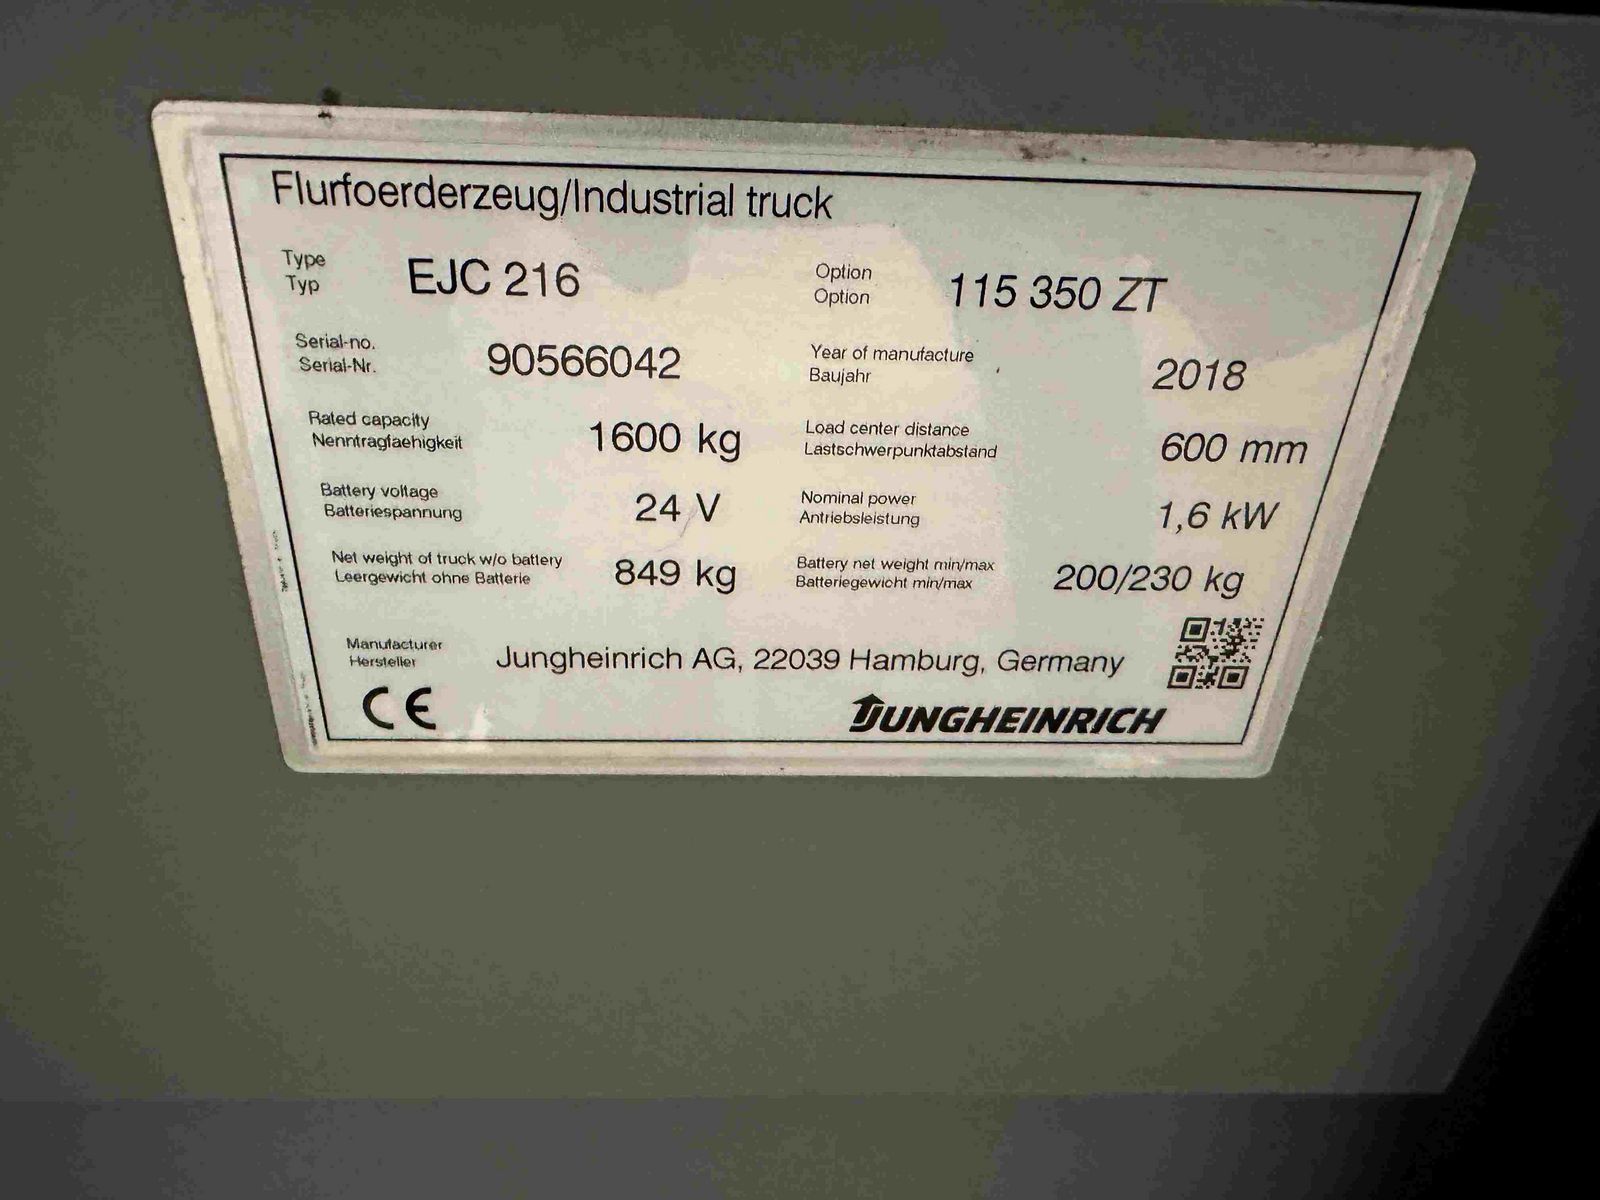 Flurfoerderzeug/Industrial truck
Type
Typ
EJC 216
Option
Option
115 350 ZT
Serial-no.
Serial-Nr.
90566042
Year of manufacture
Baujahr
2018
Rated capacity
Nenntragfaehigkeit
1600 kg
Load center distance
Lastschwerpunktabstand
600 mm
Battery voltage
Batteriespannung
24 V
Nominal power
Antriebsleistung
1,6 kW
Net weight of truck w/o battery
Leergewicht ohne Batterie
849 kg
Battery net weight min/max
Batteriegewicht min/max
200/230 kg
Manufacturer
Hersteller
Jungheinrich AG, 22039 Hamburg, Germany
CE
JUNGHEINRICH